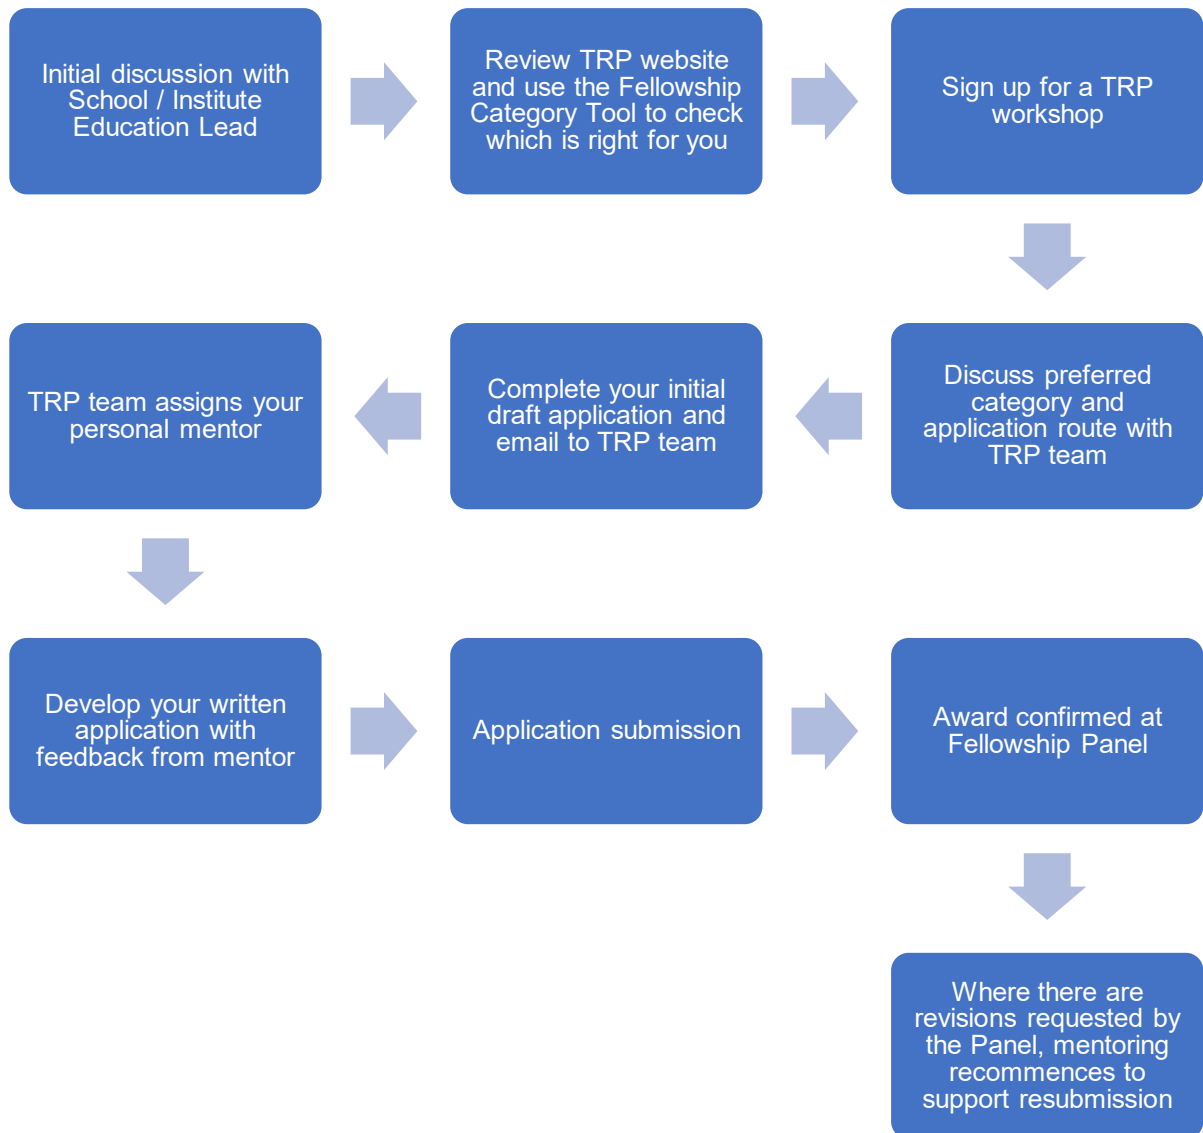 Initial discussion with
School / Institute
Education Lead
Review TRP website
and use the Fellowship
Category Tool to check
which is right for you
Sign up for a TRP
workshop
Discuss preferred
category and
application route with
TRP team
Complete your initial
draft application and
email to TRP team
TRP team assigns your
personal mentor
Develop your written
application with
feedback from mentor
Application submission
Award confirmed at
Fellowship Panel
Where there are
revisions requested by
the Panel, mentoring
recommences to
support resubmission